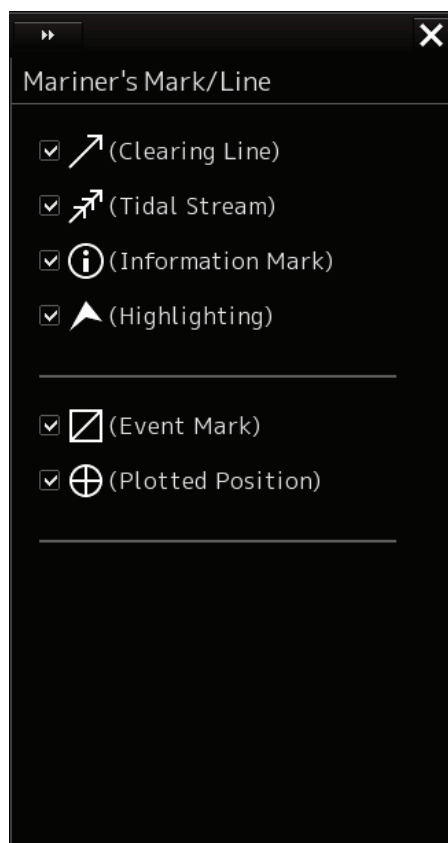 Mariner's Mark/Line
(Clearing Line)
(Tidal Stream)
(Information Mark)
(Highlighting)
(Event Mark)
(Plotted Position)